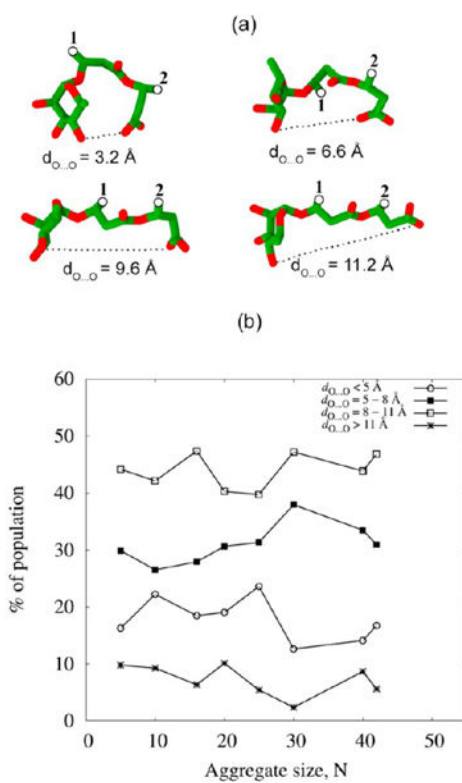 (a)
1
2
1
2
d_O...O = 3.2 Å
d_O...O = 6.6 Å
1
2
1
2
d_O...O = 9.6 Å
d_O...O = 11.2 Å
(b)
60
50
40
30
20
10
0
% of population
d_O...O < 5 Å
d_O...O = 5 – 8 Å
d_O...O = 8 – 11 Å
d_O...O > 11 Å
0 10 20 30 40 50
Aggregate size, N